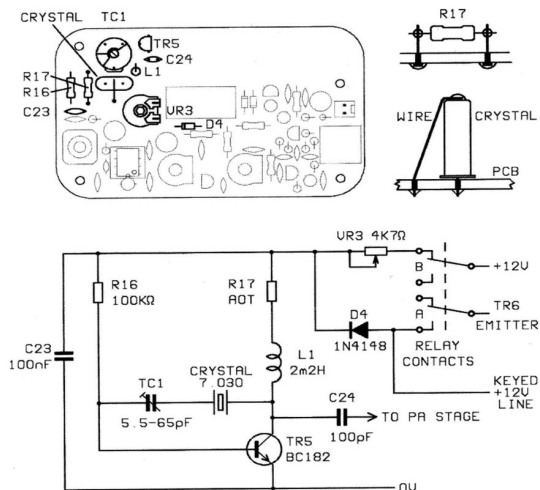 CRYSTAL TC1
TR5
C24
L1
R17
R16
C23
VR3
D4
R17
WIRE
CRYSTAL
PCB
VR3 4K7Ω
B
+12V
R16
100KΩ
R17
AOT
D4
1N4148
A
TR6
EMITTER
RELAY
CONTACTS
C23
100nF
L1
2m2H
CRYSTAL
7.030
TC1
5.5-65pF
C24
100pF
TO PA STAGE
KEYED
+12V
LINE
TR5
BC182
0V